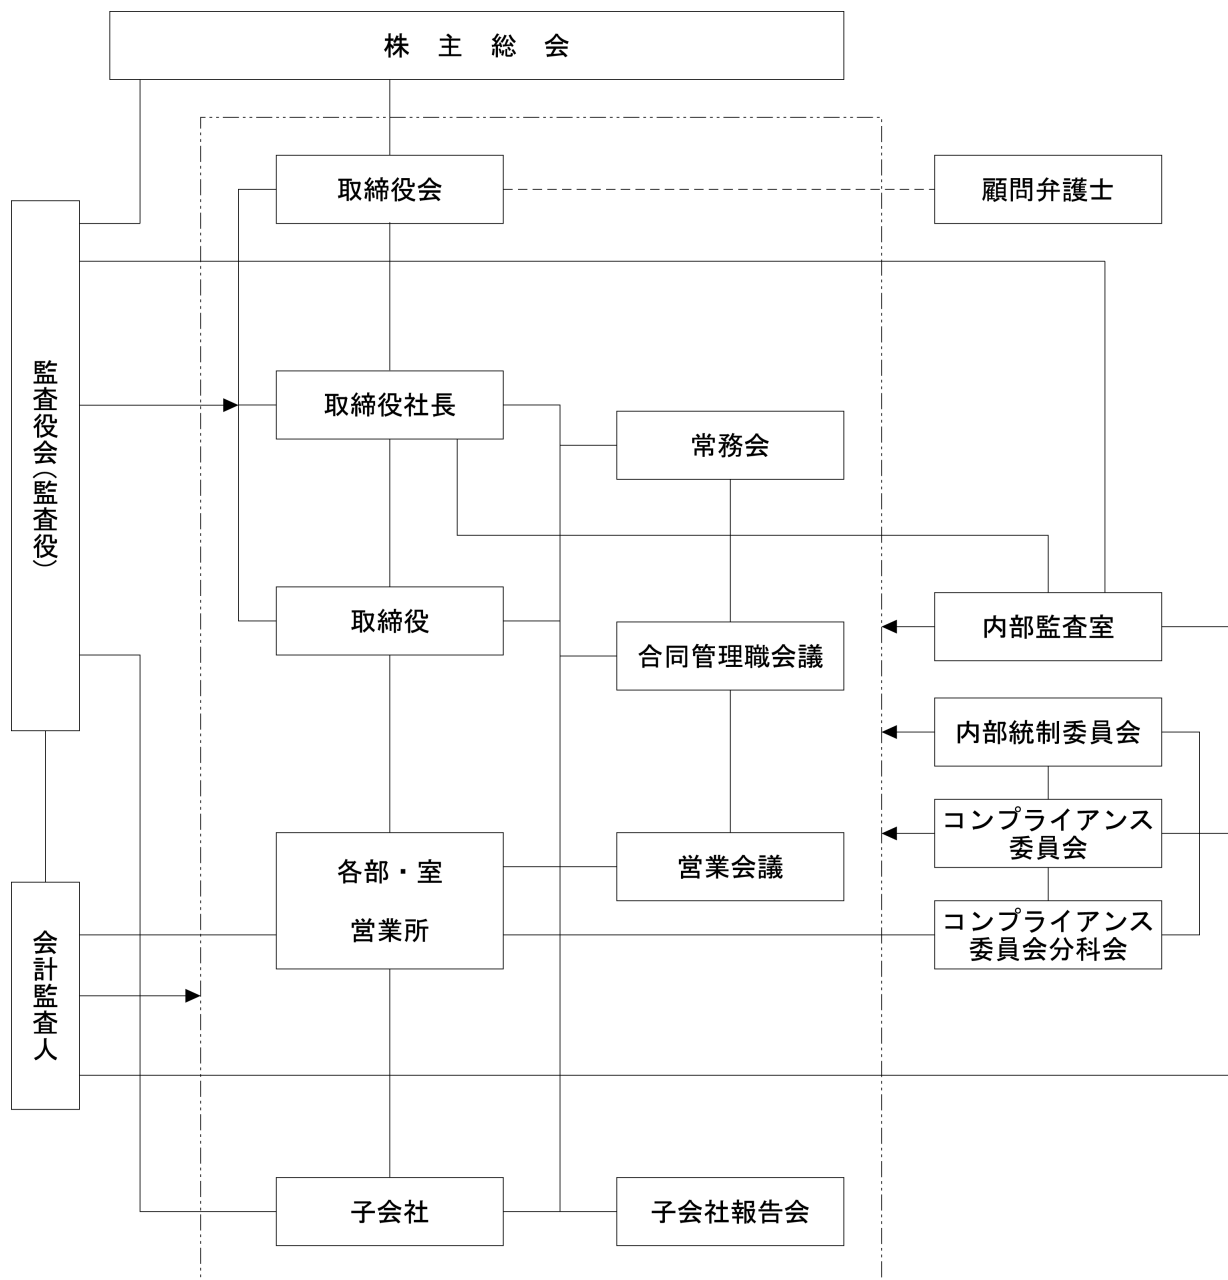 株主総会
取締役会
顧問弁護士
監査役会(監査役)
取締役社長
常務会
取締役
内部監査室
合同管理職会議
内部統制委員会
コンプライアンス
委員会
各部・室
営業所
営業会議
コンプライアンス
委員会分科会
会計監査人
子会社
子会社報告会